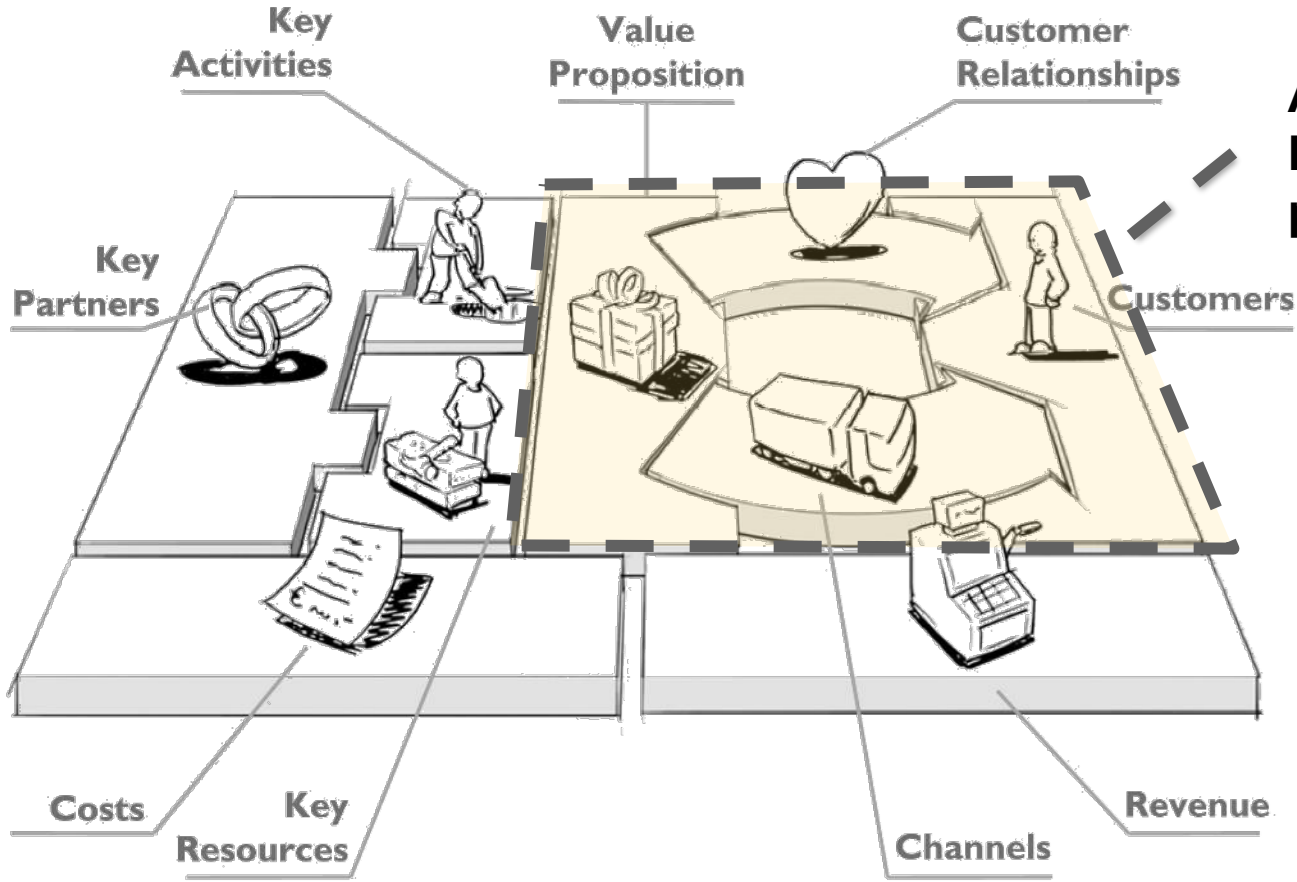 Key
Activities
Value
Proposition
Customer
Relationships
Key
Partners
Customers
Costs
Key
Resources
Channels
Revenue